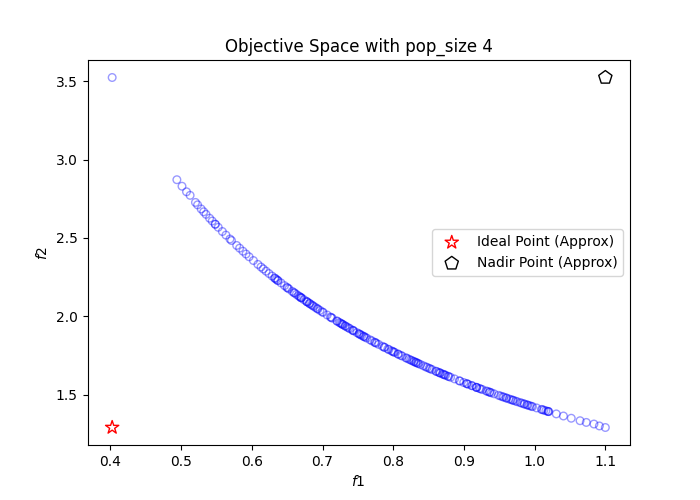 Objective Space with pop_size 4
3.5
3.0
2.5
2.0
1.5
f2
Ideal Point (Approx)
Nadir Point (Approx)
0.4 0.5 0.6 0.7 0.8 0.9 1.0 1.1
f1